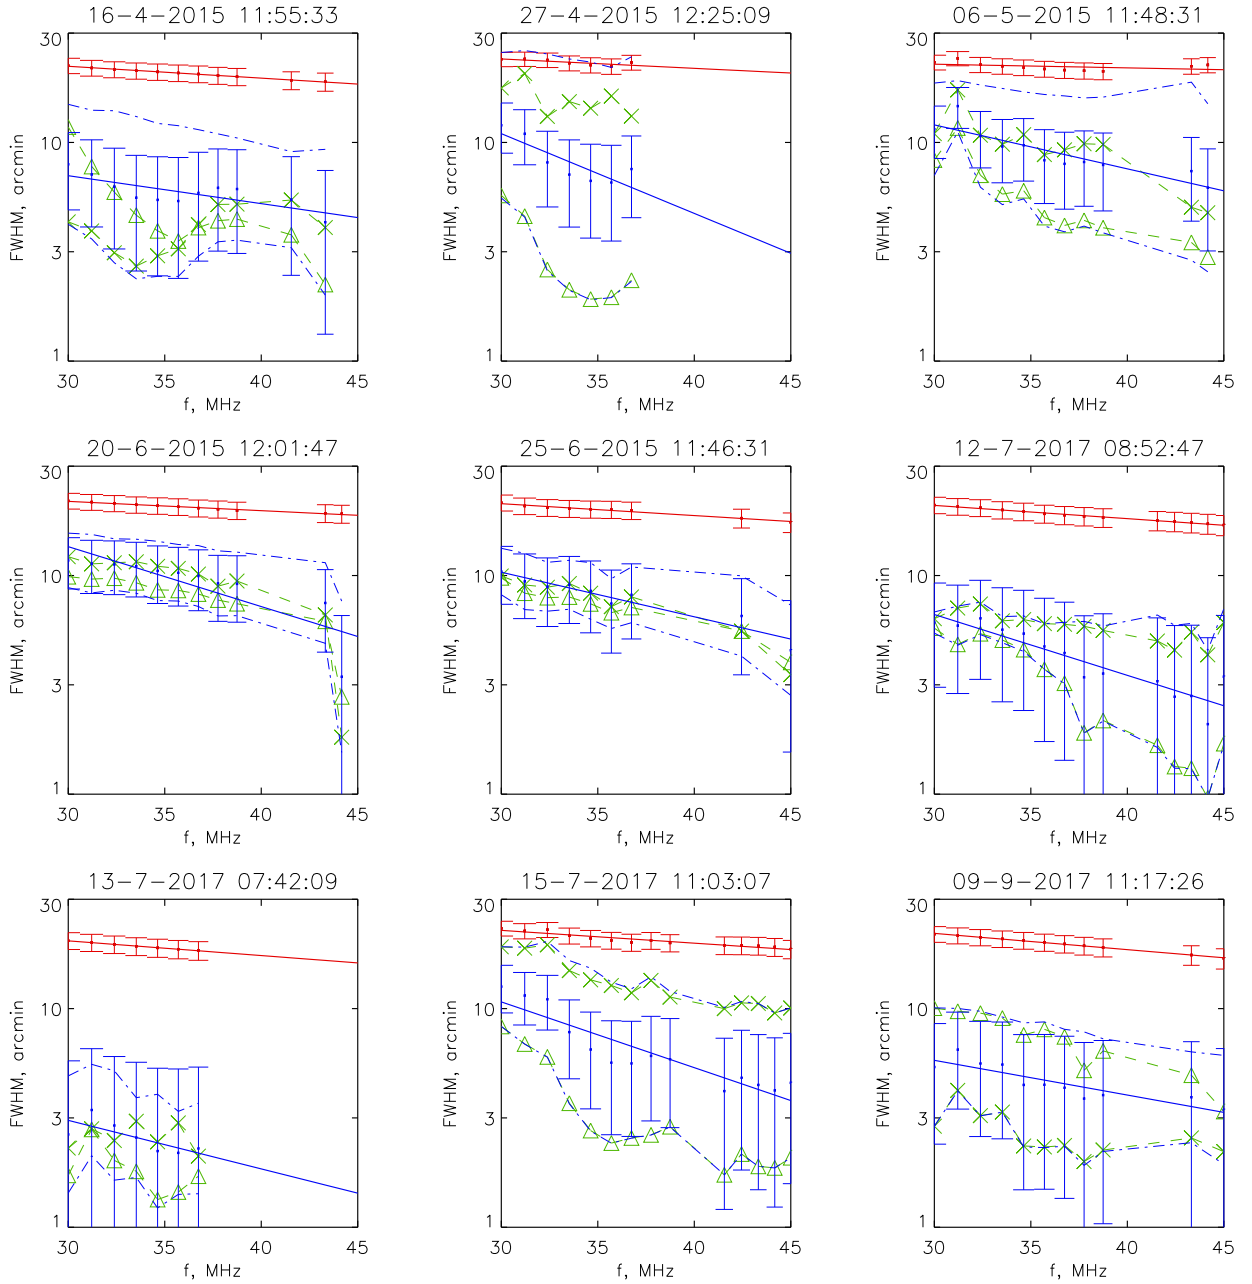 16-4-2015 11:55:33
27-4-2015 12:25:09
06-5-2015 11:48:31
30
10
3
1
FWHM, arcmin
30 35 40 45
f, MHz
30
10
3
1
FWHM, arcmin
30 35 40 45
f, MHz
30
10
3
1
FWHM, arcmin
30 35 40 45
f, MHz
20-6-2015 12:01:47
25-6-2015 11:46:31
12-7-2017 08:52:47
30
10
3
1
FWHM, arcmin
30 35 40 45
f, MHz
30
10
3
1
FWHM, arcmin
30 35 40 45
f, MHz
30
10
3
1
FWHM, arcmin
30 35 40 45
f, MHz
13-7-2017 07:42:09
15-7-2017 11:03:07
09-9-2017 11:17:26
30
10
3
1
FWHM, arcmin
30 35 40 45
f, MHz
30
10
3
1
FWHM, arcmin
30 35 40 45
f, MHz
30
10
3
1
FWHM, arcmin
30 35 40 45
f, MHz